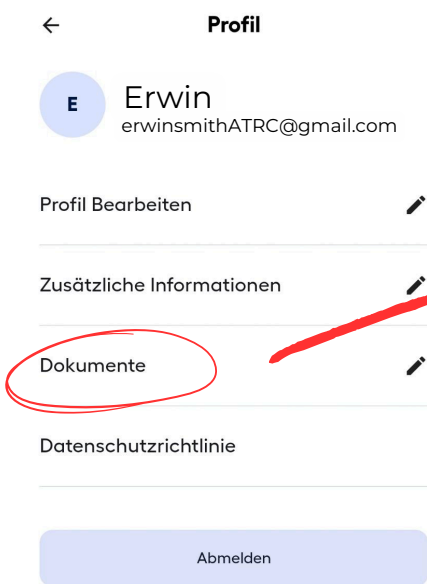 Profil
E
Erwin
erwinsmithATRC@gmail.com
Profil Bearbeiten
Zusätzliche Informationen
Dokumente
Datenschutzrichtlinie
Abmelden